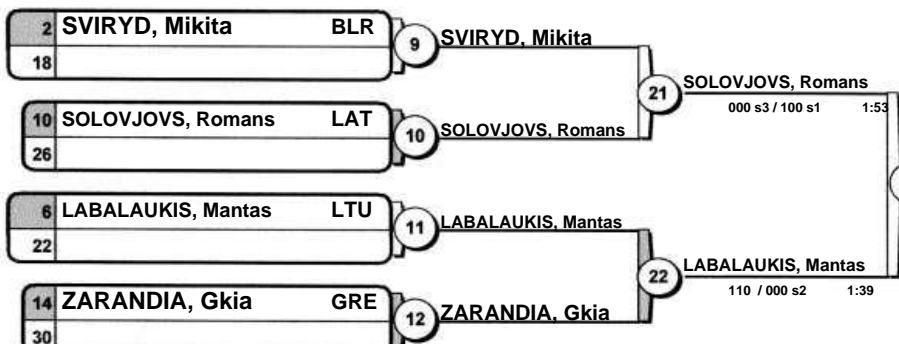 2 SVIRYD, Mikita BLR
18
9 SVIRYD, Mikita
10 SOLOVJOVS, Romans LAT
26
10 SOLOVJOVS, Romans
21 SOLOVJOVS, Romans
000 s3 / 100 s1 1:53
6 LABALAUKIS, Mantas LTU
22
11 LABALAUKIS, Mantas
14 ZARANDIA, Gkia GRE
30
12 ZARANDIA, Gkia
22 LABALAUKIS, Mantas
110 / 000 s2 1:39